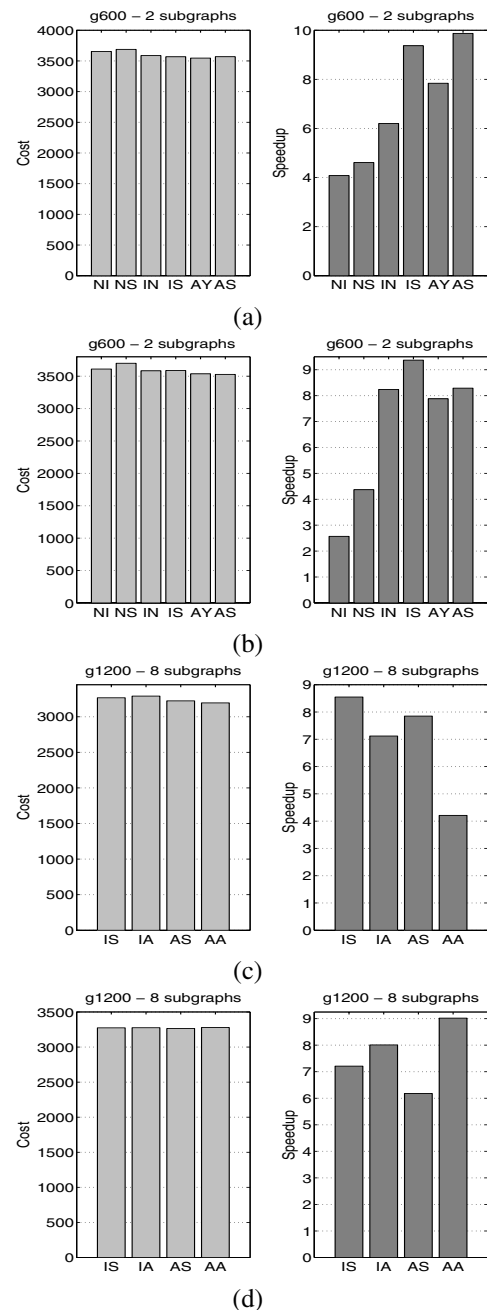 g600 – 2 subgraphs
4000
3500
3000
2500
2000
1500
1000
500
0
Cost
NI NS IN IS AY AS
g600 – 2 subgraphs
10
8
6
4
2
0
Speedup
NI NS IN IS AY AS
(a)
g600 – 2 subgraphs
3500
3000
2500
2000
1500
1000
500
0
Cost
NI NS IN IS AY AS
g600 – 2 subgraphs
9
8
7
6
5
4
3
2
1
0
Speedup
NI NS IN IS AY AS
(b)
g1200 – 8 subgraphs
3000
2500
2000
1500
1000
500
0
Cost
IS IA AS AA
g1200 – 8 subgraphs
9
8
7
6
5
4
3
2
1
0
Speedup
IS IA AS AA
(c)
g1200 – 8 subgraphs
3500
3000
2500
2000
1500
1000
500
0
Cost
IS IA AS AA
g1200 – 8 subgraphs
9
8
7
6
5
4
3
2
1
0
Speedup
IS IA AS AA
(d)